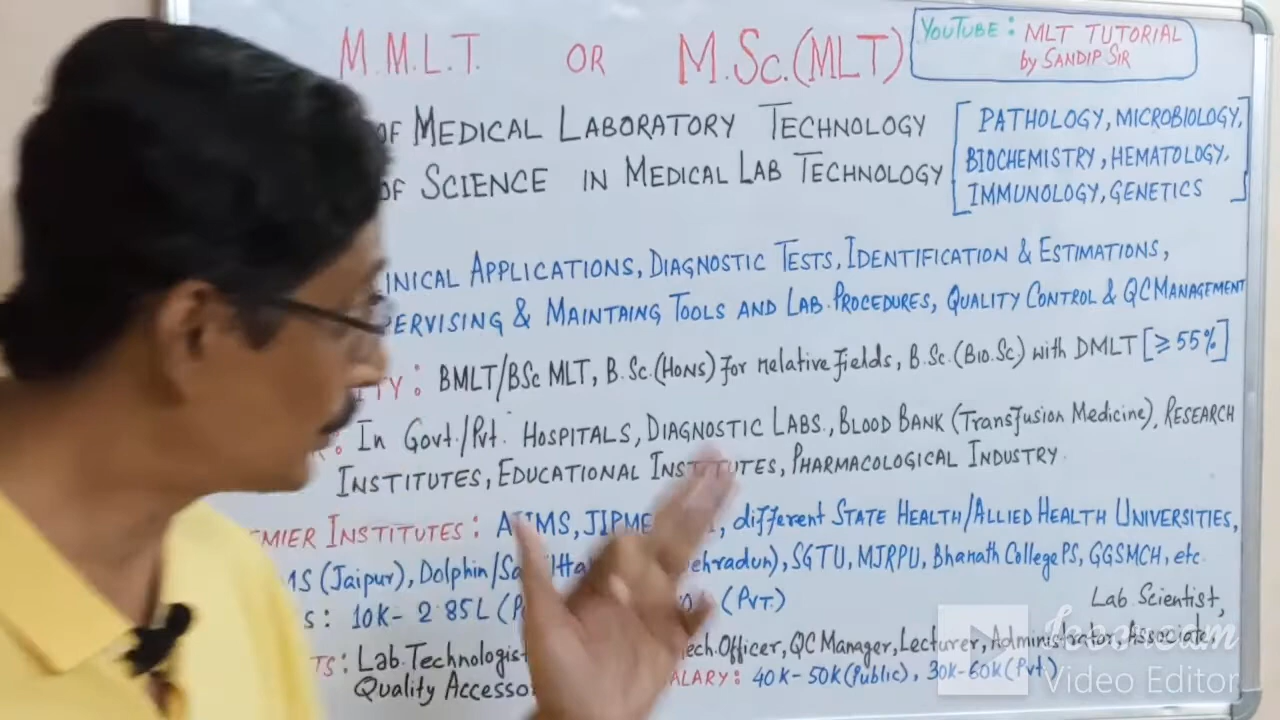 M.M.L.T. OR M.Sc.(MLT)
YOUTUBE: MLT TUTORIAL
by SANDIP SIR
OF MEDICAL LABORATORY TECHNOLOGY
OF SCIENCE IN MEDICAL LAB TECHNOLOGY
[PATHOLOGY, MICROBIOLOGY,
BIOCHEMISTRY, HEMATOLOGY,
IMMUNOLOGY, GENETICS]
INICAL APPLICATIONS, DIAGNOSTIC TESTS, IDENTIFICATION & ESTIMATIONS,
PERVISING & MAINTAING TOOLS AND LAB. PROCEDURES, QUALITY CONTROL & QC MANAGEMENT
ITY: BMLT/BSc MLT, B.Sc.(HONS) for relative fields, B.Sc.(BIO.Sc) with DMLT [≥55%]
In Govt./Pvt. HOSPITALS, DIAGNOSTIC LABS., BLOOD BANK (Transfusion Medicine), RESEARCH
INSTITUTES, EDUCATIONAL INSTITUTES, PHARMACOLOGICAL INDUSTRY.
EMIER INSTITUTES: AIIMS, JIPME , different STATE HEALTH/ALLIED HEALTH UNIVERSITIES,
MS (Jaipur), Dolphin/Sa ehradun), SGTU, MJRPU, Bhanath College PS, GGSMCH, etc.
S: 10K- 2.85L (P (PVT.)
Lab. Scientist,
TS: Lab. Technologist ech. Officer, QC Manager, Lecturer, Administrator, Associate,
Quality Accesso ALARY: 40K-50K(Public), 30K-60K(Pvt.)
Icecream
Video Editor